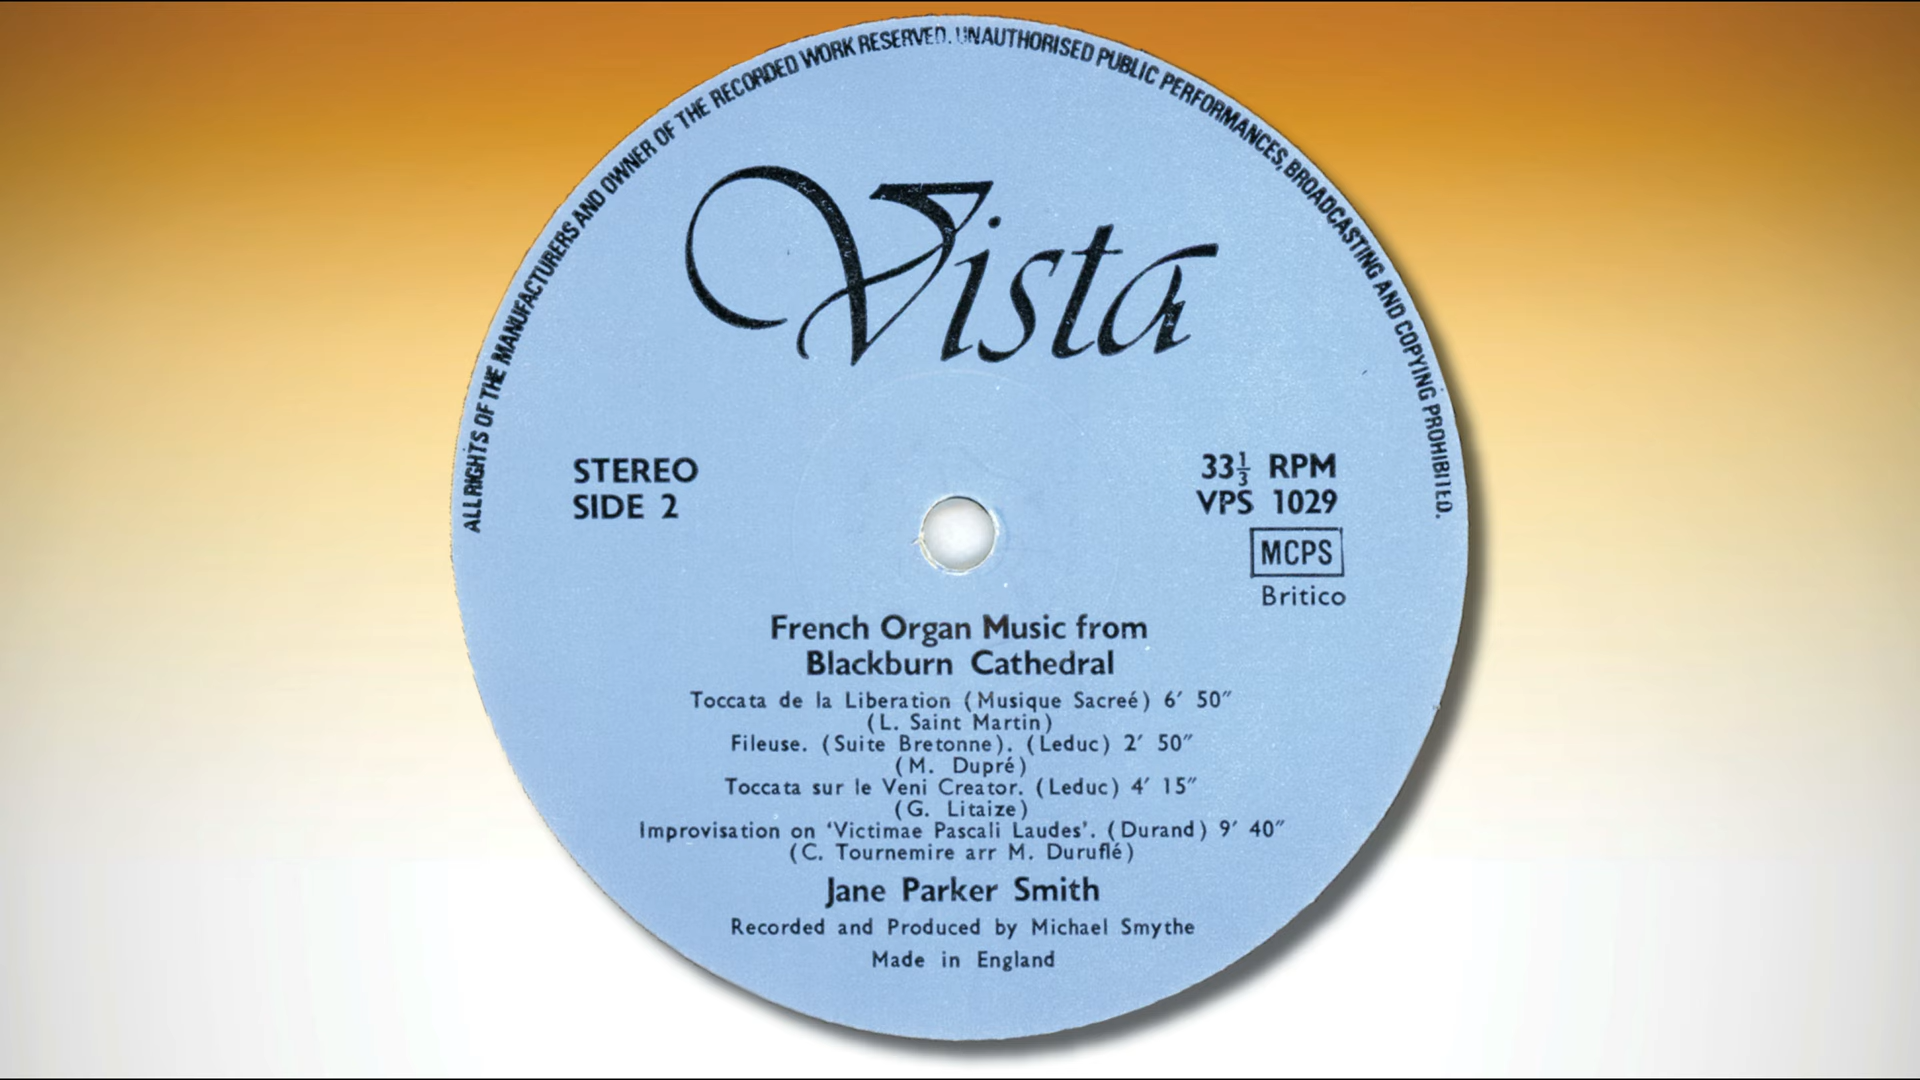 ALL RIGHTS OF THE MANUFACTURERS AND OWNER OF THE RECORDED WORK RESERVED. UNAUTHORISED PUBLIC PERFORMANCES, BROADCASTING AND COPYING PROHIBITED.
Vista
STEREO
SIDE 2
33⅓ RPM
VPS 1029
MCPS
Britico
French Organ Music from
Blackburn Cathedral
Toccata de la Liberation (Musique Sacreé) 6′ 50″
(L. Saint Martin)
Fileuse. (Suite Bretonne). (Leduc) 2′ 50″
(M. Dupré)
Toccata sur le Veni Creator. (Leduc) 4′ 15″
(G. Litaize)
Improvisation on ‘Victimae Pascali Laudes’. (Durand) 9′ 40″
(C. Tournemire arr M. Duruflé)
Jane Parker Smith
Recorded and Produced by Michael Smythe
Made in England